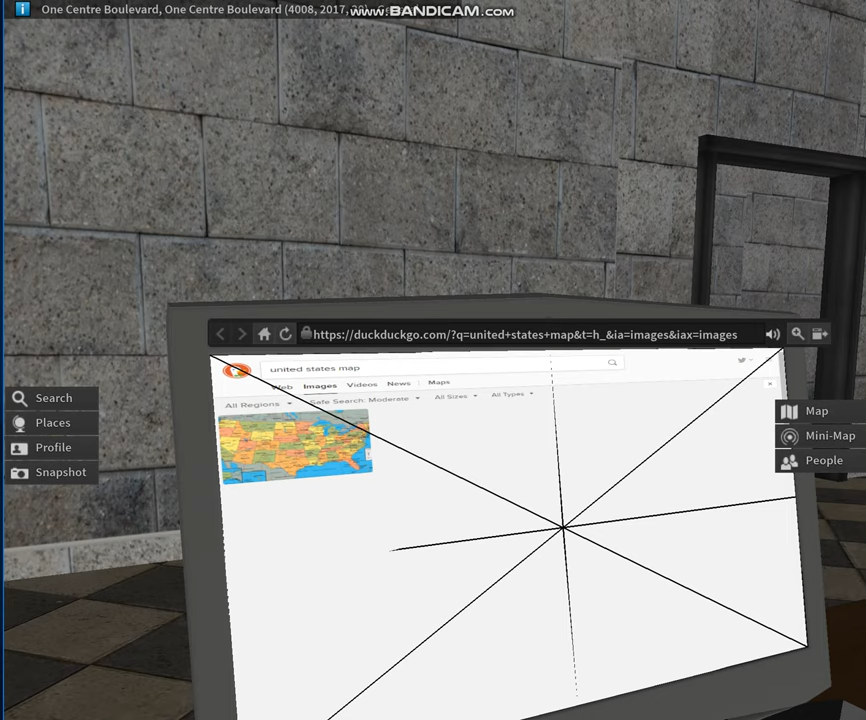 One Centre Boulevard, One Centre Boulevard (4008, 2017,
www.BANDICAM.com
https://duckduckgo.com/?q=united+states+map&t=h_&ia=images&iax=images
united states map
Web Images Videos News Maps
All Regions Safe Search: Moderate All Sizes All Types
Search
Places
Profile
Snapshot
Map
Mini-Map
People